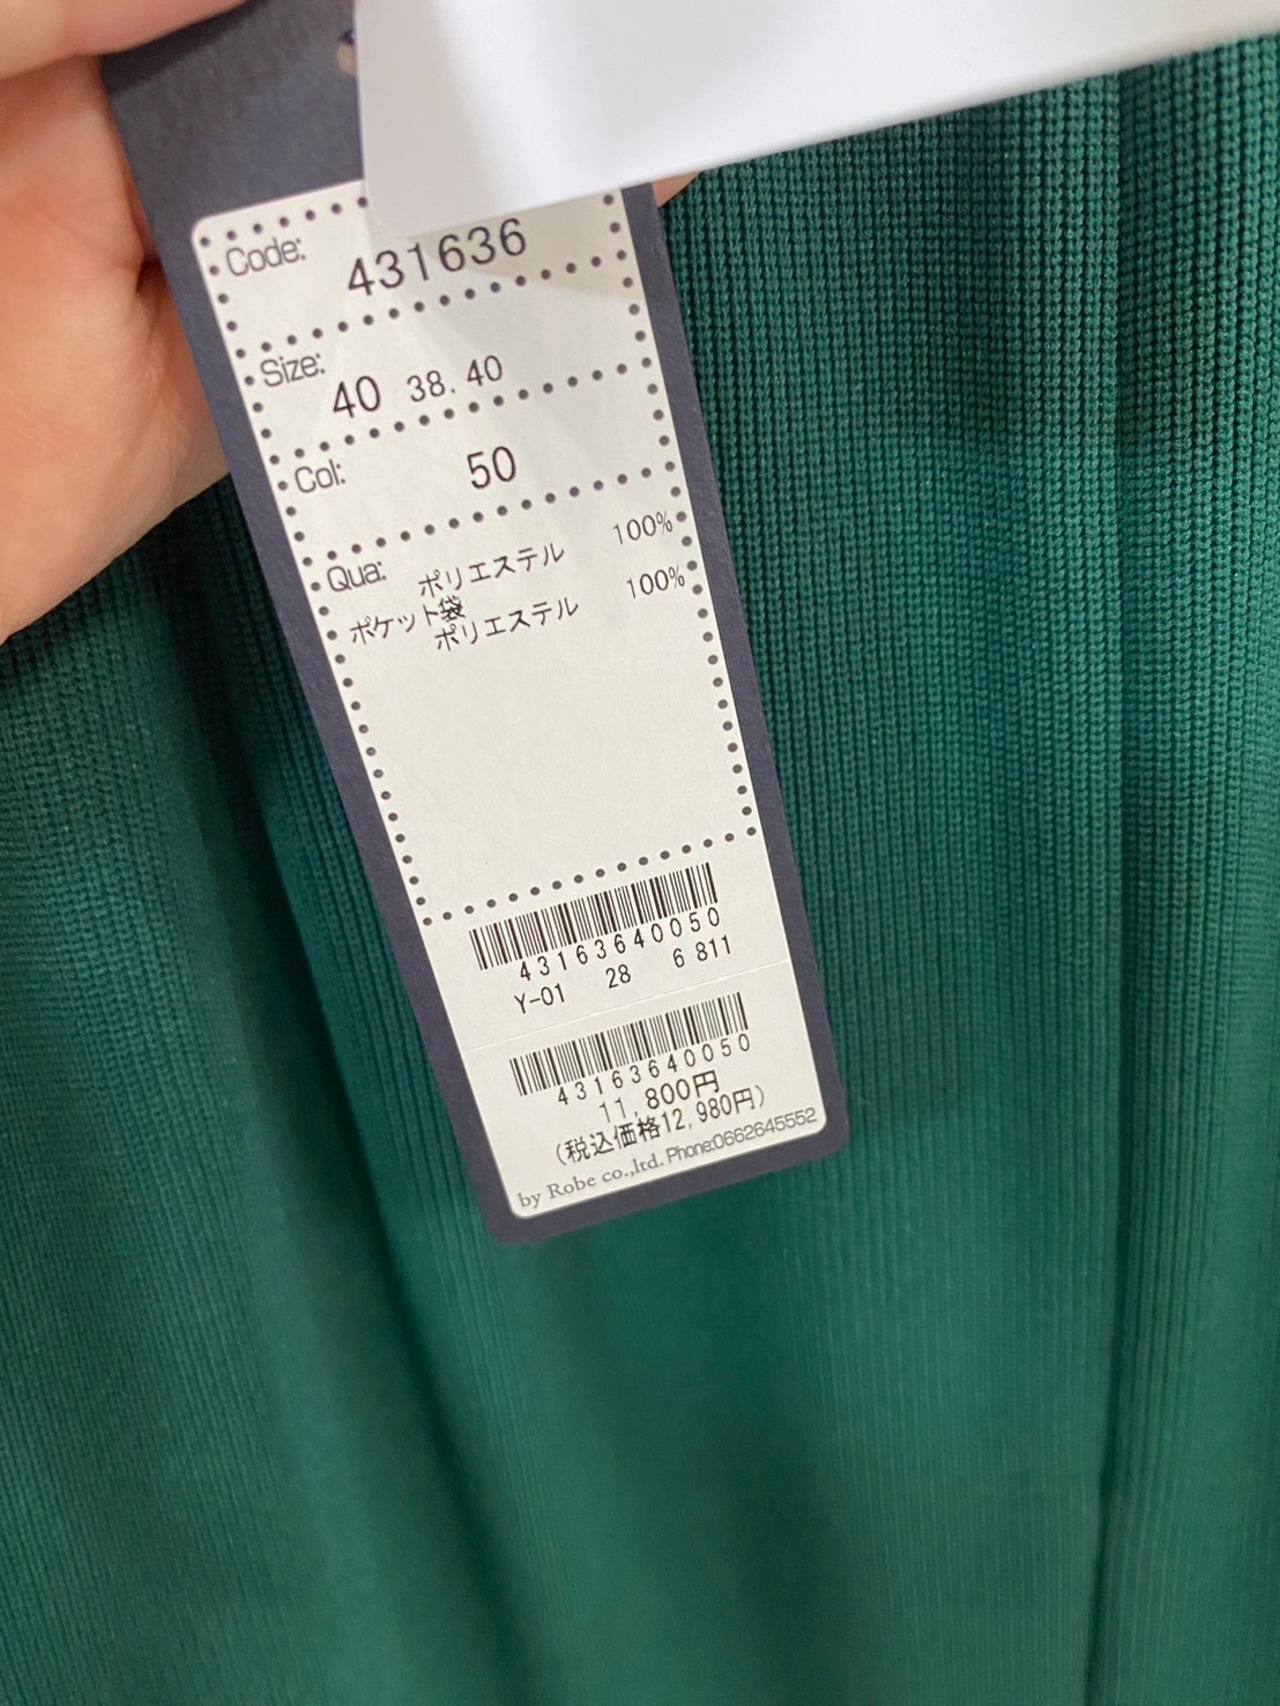 Code: 431636
Size: 40 38. 40
Col: 50
Qua: ポリエステル 100%
ポケット袋
ポリエステル 100%
43163640050
Y-01 28 6 811
43163640050
11,800円
(税込価格12,980円)
by Robe co.,ltd. Phone:0662645552